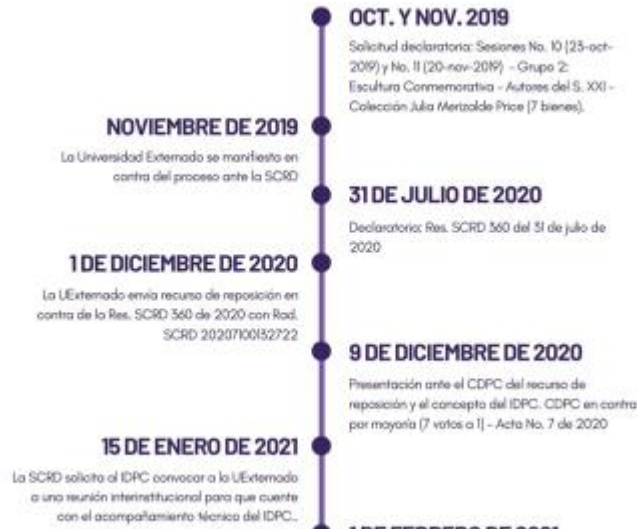 OCT. Y NOV. 2019
Solicitud declaratoria: Sesiones No. 10 (23-oct-
2019) y No. 11 (20-nov-2019) - Grupo 2:
Escultura Conmemorativa - Autores del S. XXI -
Colección Julia Merizalde Price (7 bienes).
NOVIEMBRE DE 2019
La Universidad Externado se manifiesta en
contra del proceso ante la SCRD
31 DE JULIO DE 2020
Declaratoria: Res. SCRD 360 del 31 de julio de
2020
1 DE DICIEMBRE DE 2020
La UExternado envía recurso de reposición en
contra de la Res. SCRD 360 de 2020 con Rad.
SCRD 20207100132722
9 DE DICIEMBRE DE 2020
Presentación ante el CDPC del recurso de
reposición y el concepto del IDPC. CDPC en contra
por mayoría (7 votos a 1) - Acta No. 7 de 2020
15 DE ENERO DE 2021
La SCRD solicita al IDPC convocar a la UExternado
a una reunión interinstitucional para que cuente
con el acompañamiento técnico del IDPC..
1 DE FEBRERO DE 2021